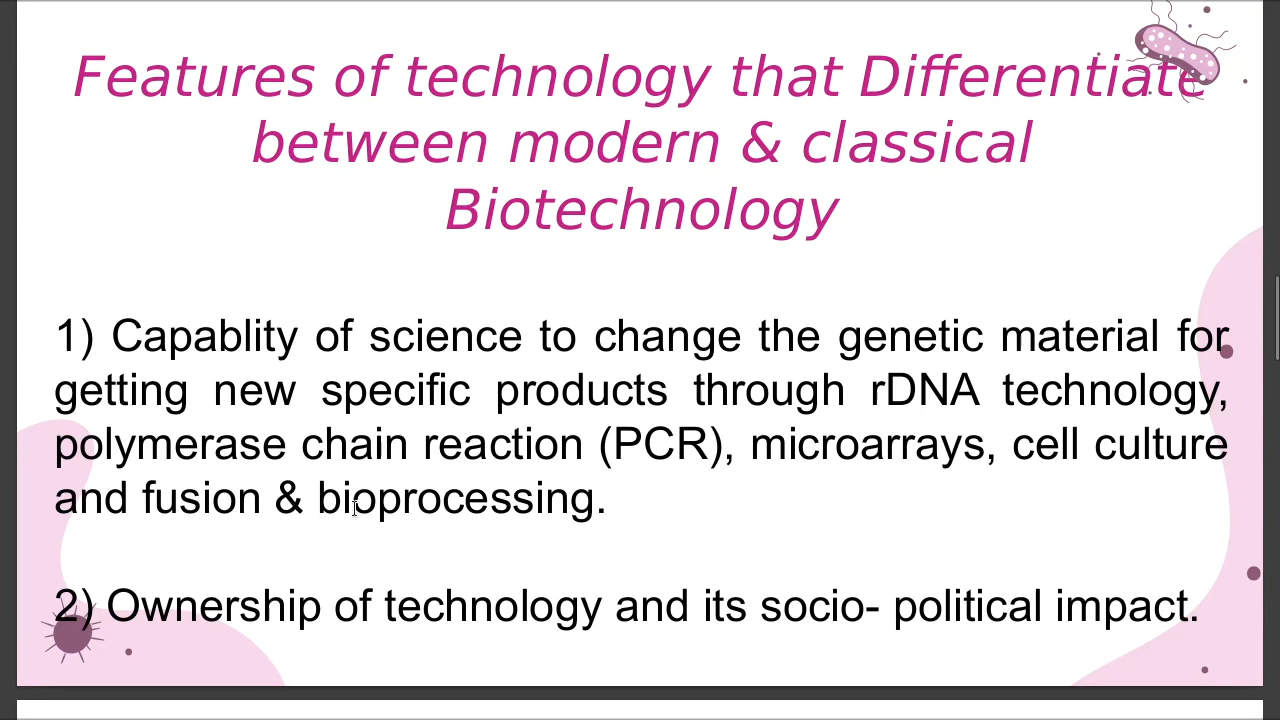 Features of technology that Differentiate
between modern & classical
Biotechnology
1) Capablity of science to change the genetic material for
getting new specific products through rDNA technology,
polymerase chain reaction (PCR), microarrays, cell culture
and fusion & bioprocessing.
2) Ownership of technology and its socio- political impact.